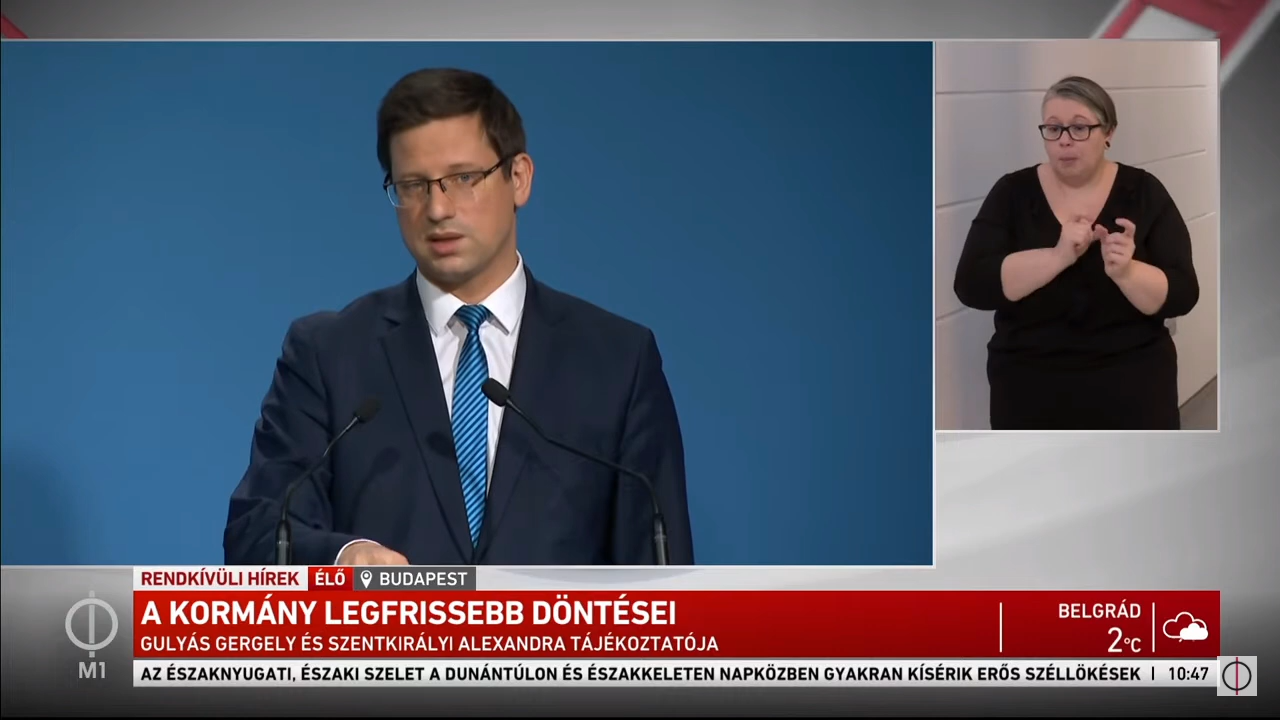 RENDKÍVÜLI HÍREK ÉLŐ BUDAPEST
A KORMÁNY LEGFRISSEBB DÖNTÉSEI
GULYÁS GERGELY ÉS SZENTKIRÁLYI ALEXANDRA TÁJÉKOZTATÓJA
BELGRÁD
2°C
M1
AZ ÉSZAKNYUGATI, ÉSZAKI SZELET A DUNÁNTÚLON ÉS ÉSZAKKELETEN NAPKÖZBEN GYAKRAN KÍSÉRIK ERŐS SZÉLLÖKÉSEK 10:47